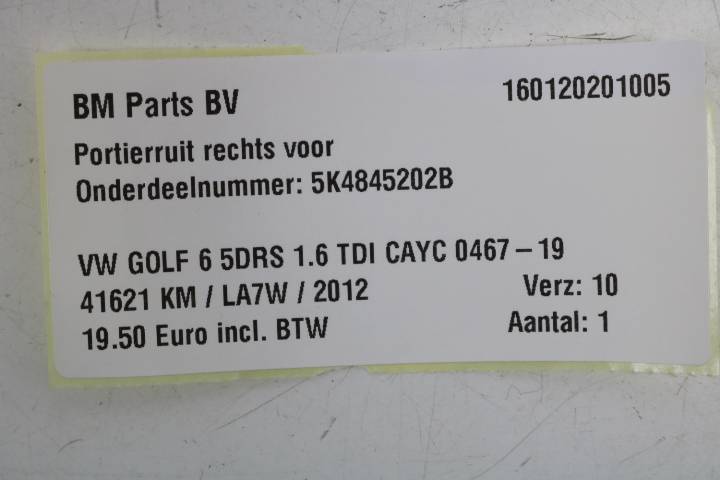 BM Parts BV 160120201005
Portierruit rechts voor
Onderdeelnummer: 5K4845202B
VW GOLF 6 5DRS 1.6 TDI CAYC 0467 – 19
41621 KM / LA7W / 2012 Verz: 10
19.50 Euro incl. BTW Aantal: 1